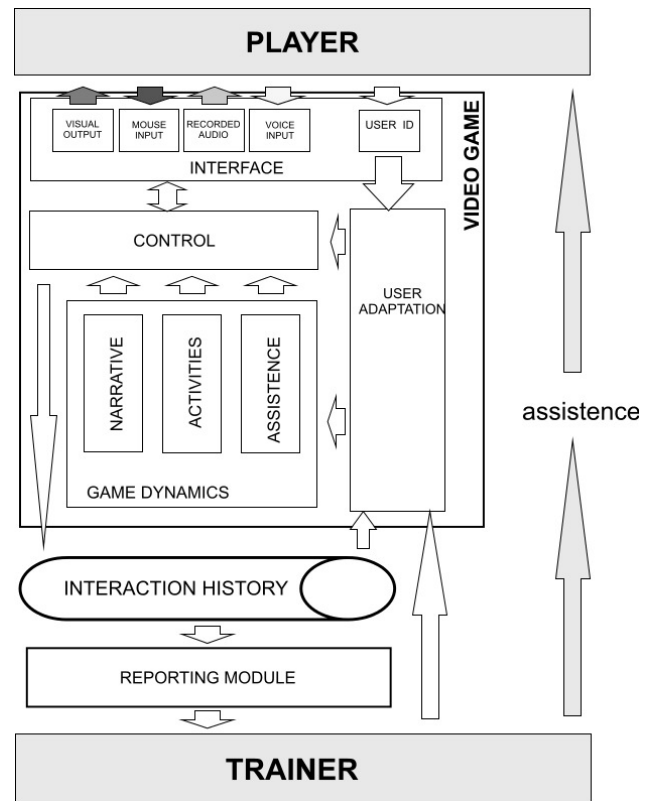 PLAYER
VISUAL
OUTPUT
MOUSE
INPUT
RECORDED
AUDIO
VOICE
INPUT
USER ID
INTERFACE
VIDEO GAME
CONTROL
USER
ADAPTATION
NARRATIVE
ACTIVITIES
ASSISTENCE
GAME DYNAMICS
assistence
INTERACTION HISTORY
REPORTING MODULE
TRAINER